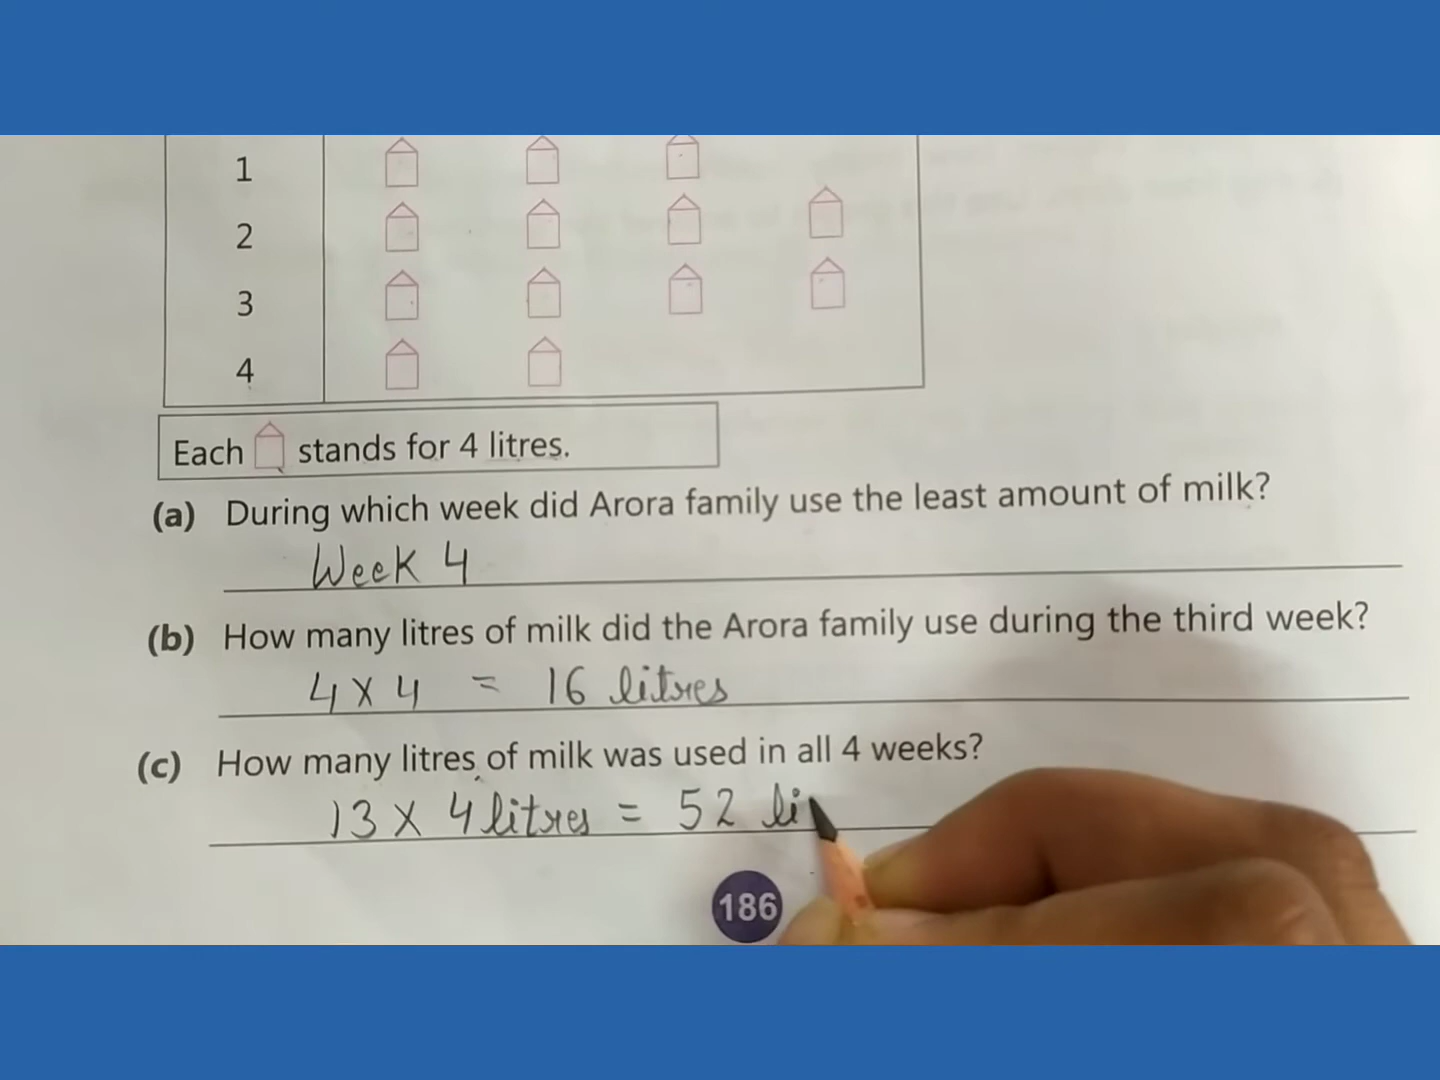 1
2
3
4
Each stands for 4 litres.
(a) During which week did Arora family use the least amount of milk?
Week 4
(b) How many litres of milk did the Arora family use during the third week?
4 x 4 = 16 litres
(c) How many litres of milk was used in all 4 weeks?
13 x 4 litres = 52 li
186